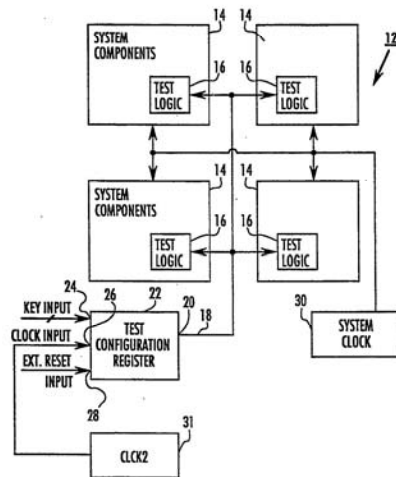 14
14
12
SYSTEM
COMPONENTS
16
16
TEST
LOGIC
TEST
LOGIC
14
14
SYSTEM
COMPONENTS
16
16
TEST
LOGIC
TEST
LOGIC
24
26
22
20
18
30
KEY INPUT
CLOCK INPUT
EXT. RESET
INPUT
TEST
CONFIGURATION
REGISTER
SYSTEM
CLOCK
28
31
CLCK2